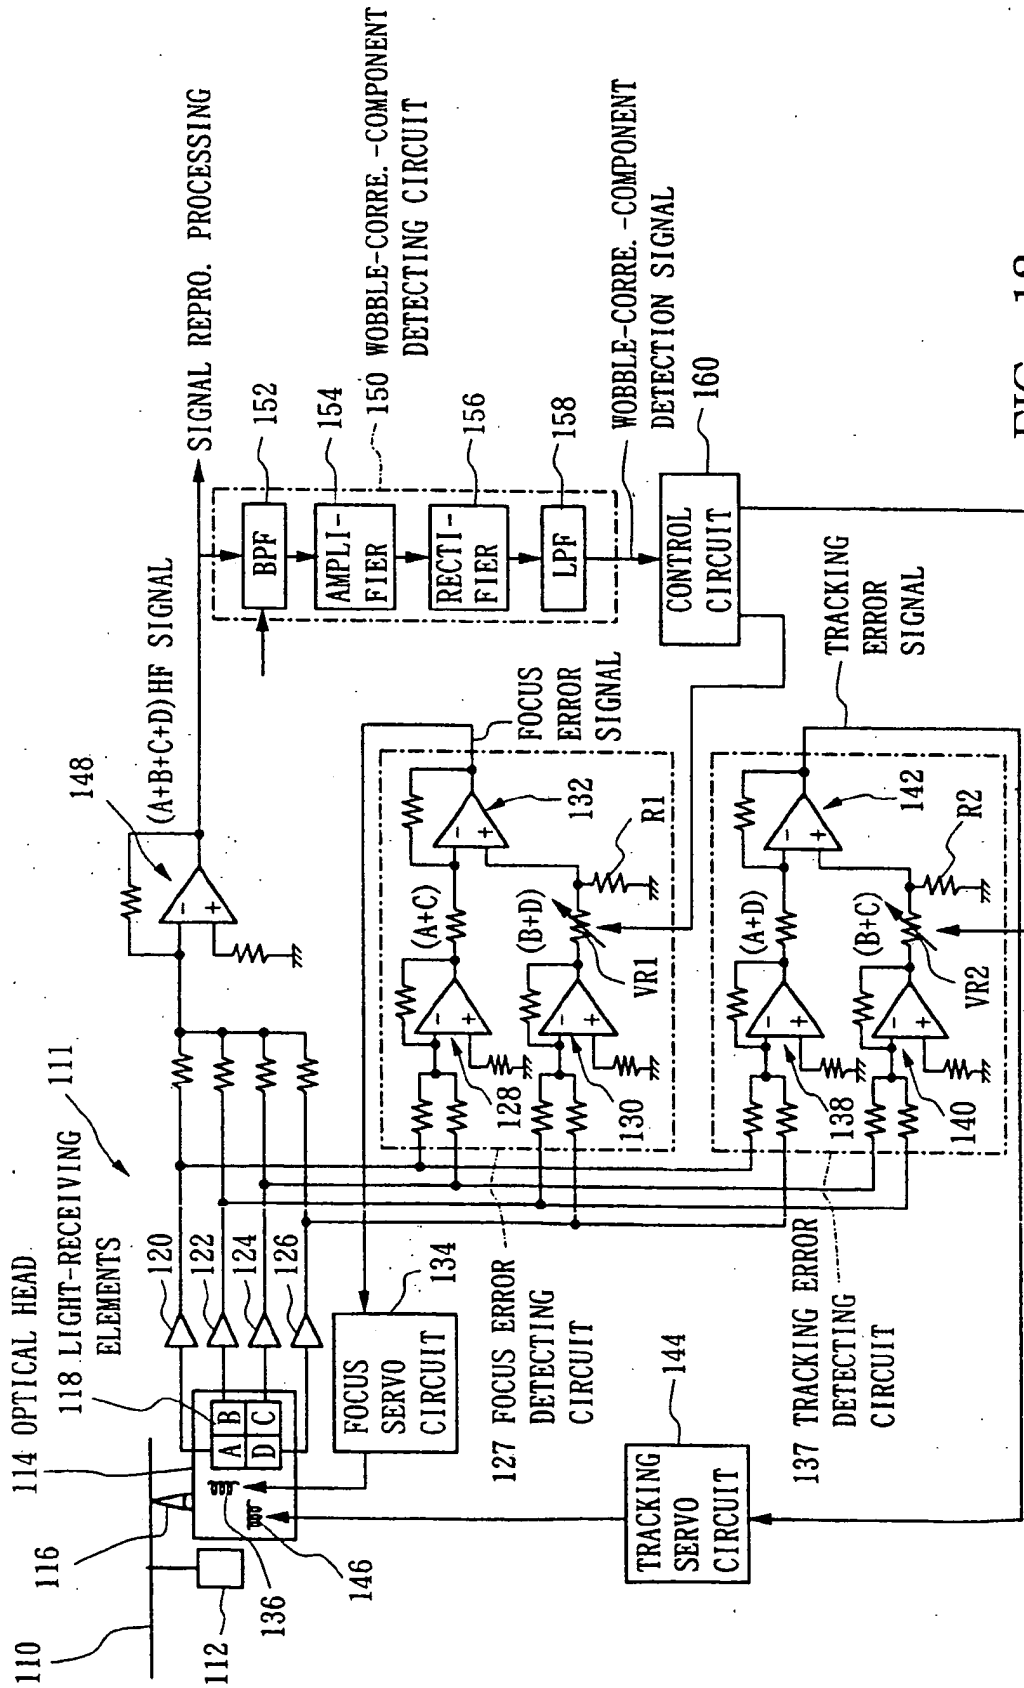 110
116
112
136
146
114 OPTICAL HEAD
118 LIGHT-RECEIVING
ELEMENTS
111
A
B
D
C
120
122
124
126
148
-
+
(A+B+C+D)HF SIGNAL
SIGNAL REPRO. PROCESSING
BPF
152
AMPLI-
FIER
154
150 WOBBLE-CORRE.-COMPONENT
DETECTING CIRCUIT
RECTI-
FIER
156
LPF
158
WOBBLE-CORRE.-COMPONENT
DETECTION SIGNAL
CONTROL
CIRCUIT
160
FOCUS
SERVO
CIRCUIT
134
127 FOCUS ERROR
DETECTING
CIRCUIT
-
+
128
(A+C)
-
+
130
(B+D)
VR1
-
+
132
R1
FOCUS
ERROR
SIGNAL
TRACKING
SERVO
CIRCUIT
144
137 TRACKING ERROR
DETECTING
CIRCUIT
-
+
138
(A+D)
-
+
140
(B+C)
VR2
-
+
142
R2
TRACKING
ERROR
SIGNAL